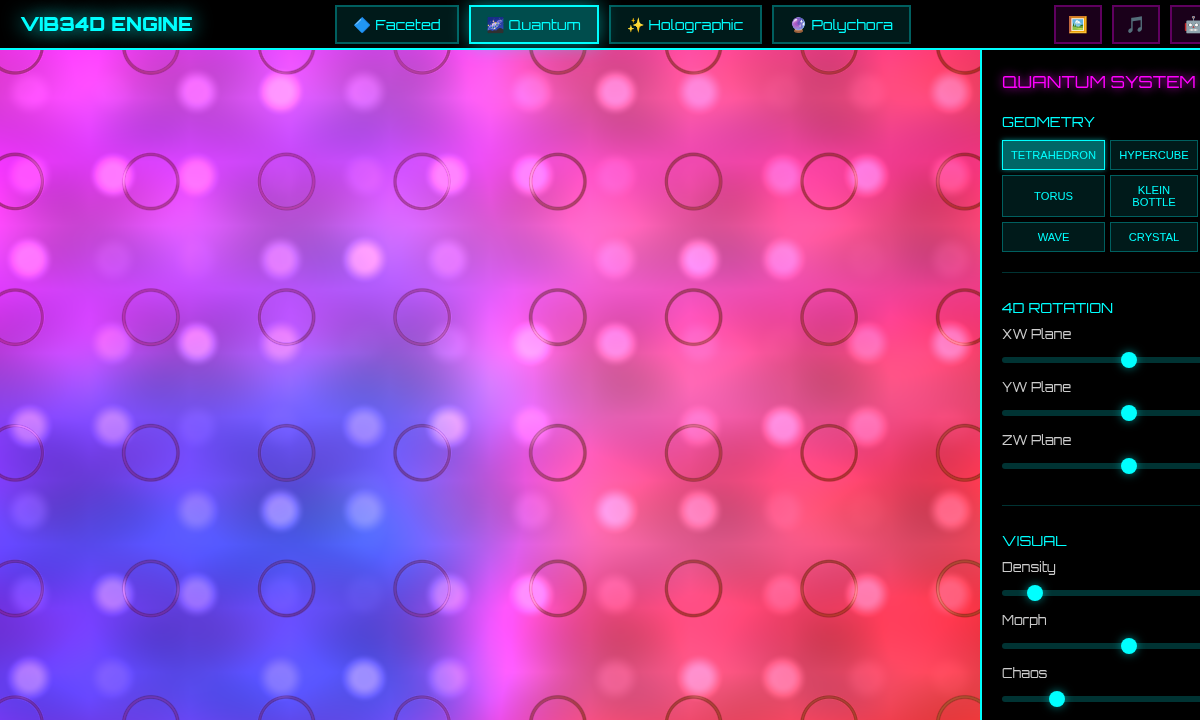 VIB34D ENGINE
Faceted
Quantum
Holographic
Polychora
QUANTUM SYSTEM
GEOMETRY
TETRAHEDRON
HYPERCUBE
TORUS
KLEIN
BOTTLE
WAVE
CRYSTAL
4D ROTATION
XW Plane
YW Plane
ZW Plane
VISUAL
Density
Morph
Chaos